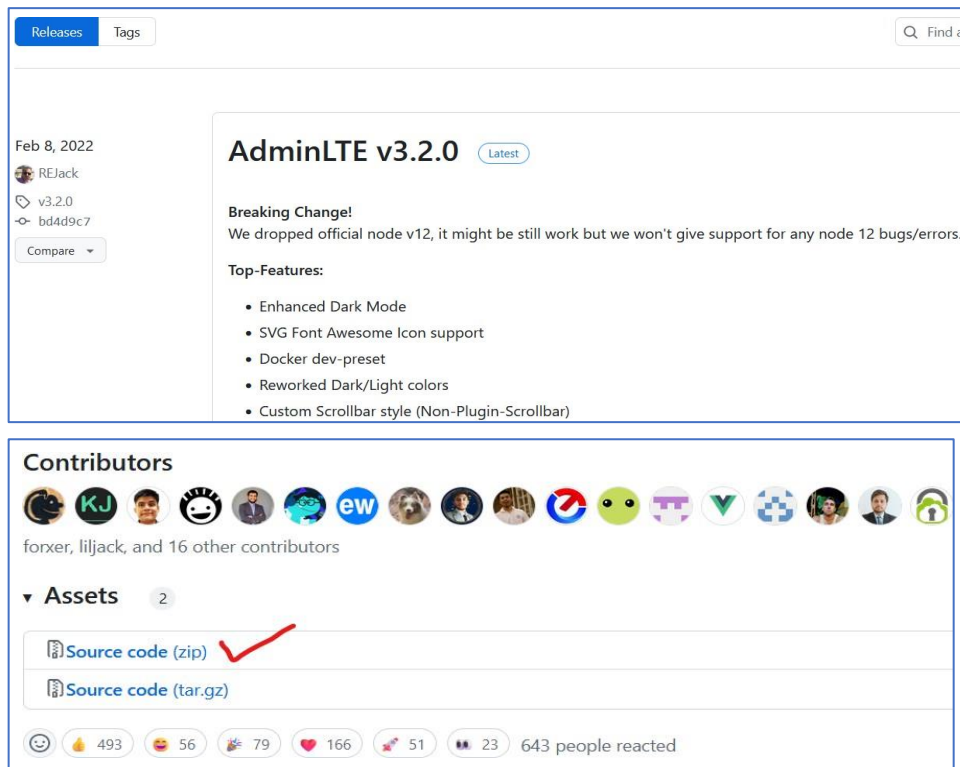 Releases Tags
Find a
Feb 8, 2022
REJack
v3.2.0
bd4d9c7
Compare
AdminLTE v3.2.0 Latest
Breaking Change!
We dropped official node v12, it might be still work but we won't give support for any node 12 bugs/errors.
Top-Features:
• Enhanced Dark Mode
• SVG Font Awesome Icon support
• Docker dev-preset
• Reworked Dark/Light colors
• Custom Scrollbar style (Non-Plugin-Scrollbar)
Contributors
KJ ew
forxer, liljack, and 16 other contributors
Assets 2
Source code (zip)
Source code (tar.gz)
493 56 79 166 51 23 643 people reacted